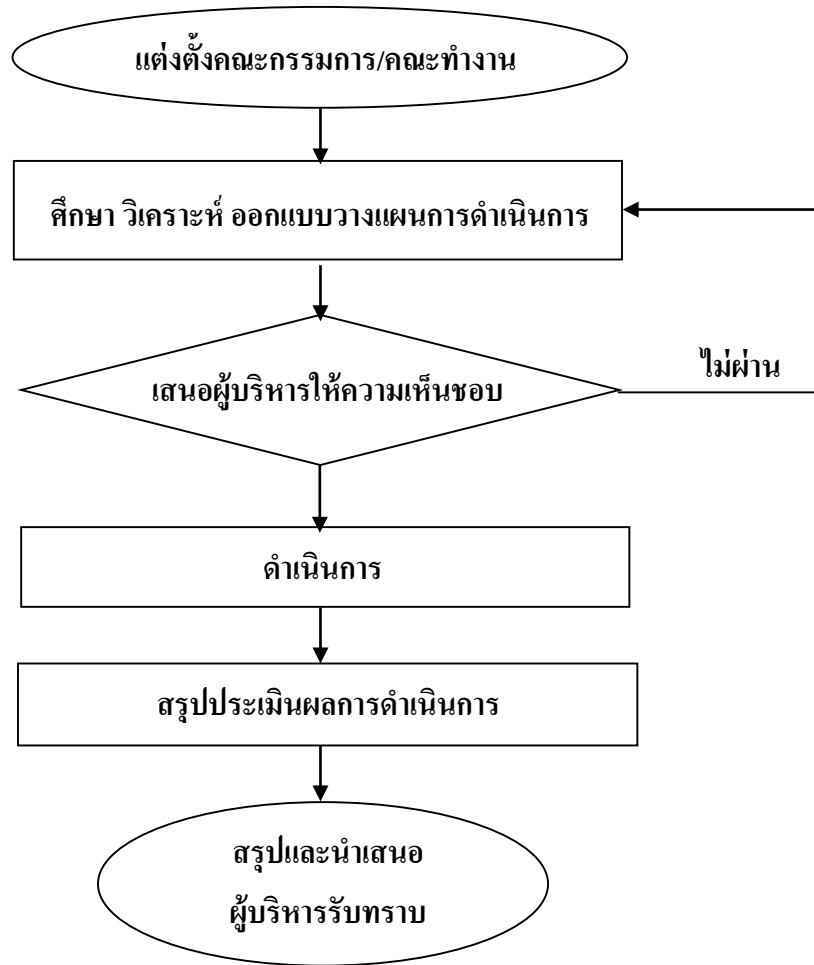 แต่งตั้งคณะกรรมการ/คณะทำงาน
ศึกษา วิเคราะห์ ออกแบบวางแผนการดำเนินการ
เสนอผู้บริหารให้ความเห็นชอบ
ไม่ผ่าน
ดำเนินการ
สรุปประเมินผลการดำเนินการ
สรุปและนำเสนอ
ผู้บริหารรับทราบ